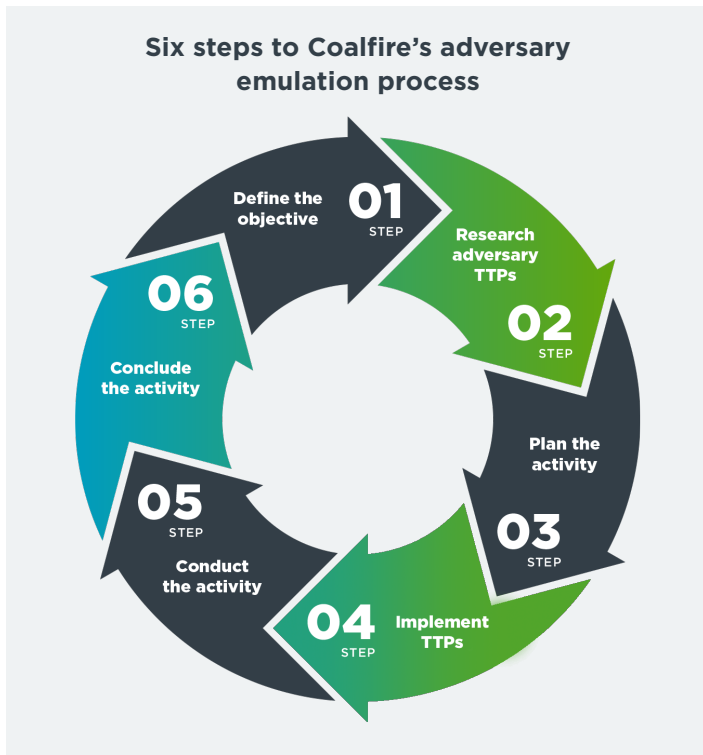 Six steps to Coalfire’s adversary
emulation process
Define the
objective
01
STEP
Research
adversary
TTPs
02
STEP
Plan the
activity
03
STEP
Implement
TTPs
04
STEP
Conduct
the activity
05
STEP
Conclude
the activity
06
STEP